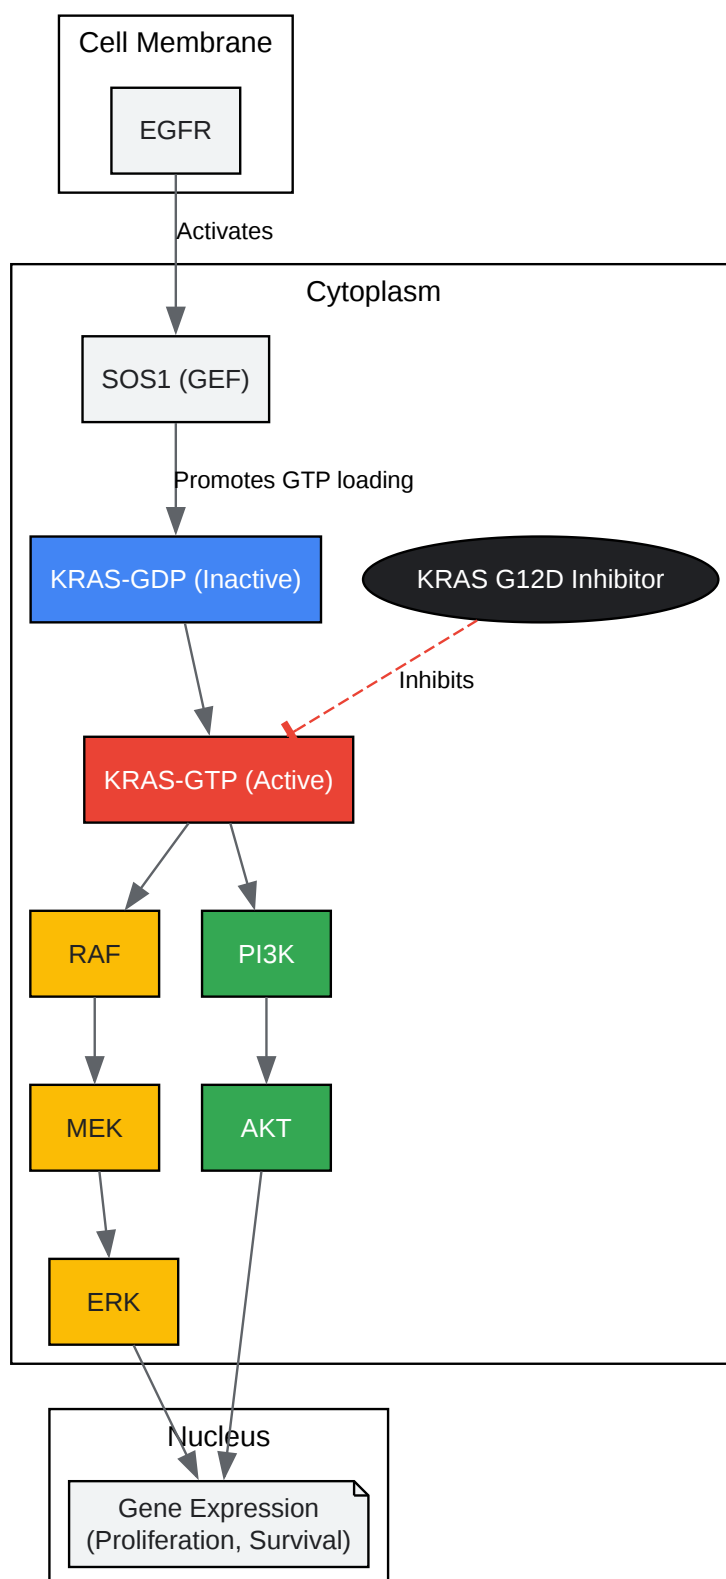 Cell Membrane
EGFR
Activates
Cytoplasm
SOS1 (GEF)
Promotes GTP loading
KRAS-GDP (Inactive)
KRAS G12D Inhibitor
Inhibits
KRAS-GTP (Active)
RAF
PI3K
MEK
AKT
ERK
Nucleus
Gene Expression
(Proliferation, Survival)